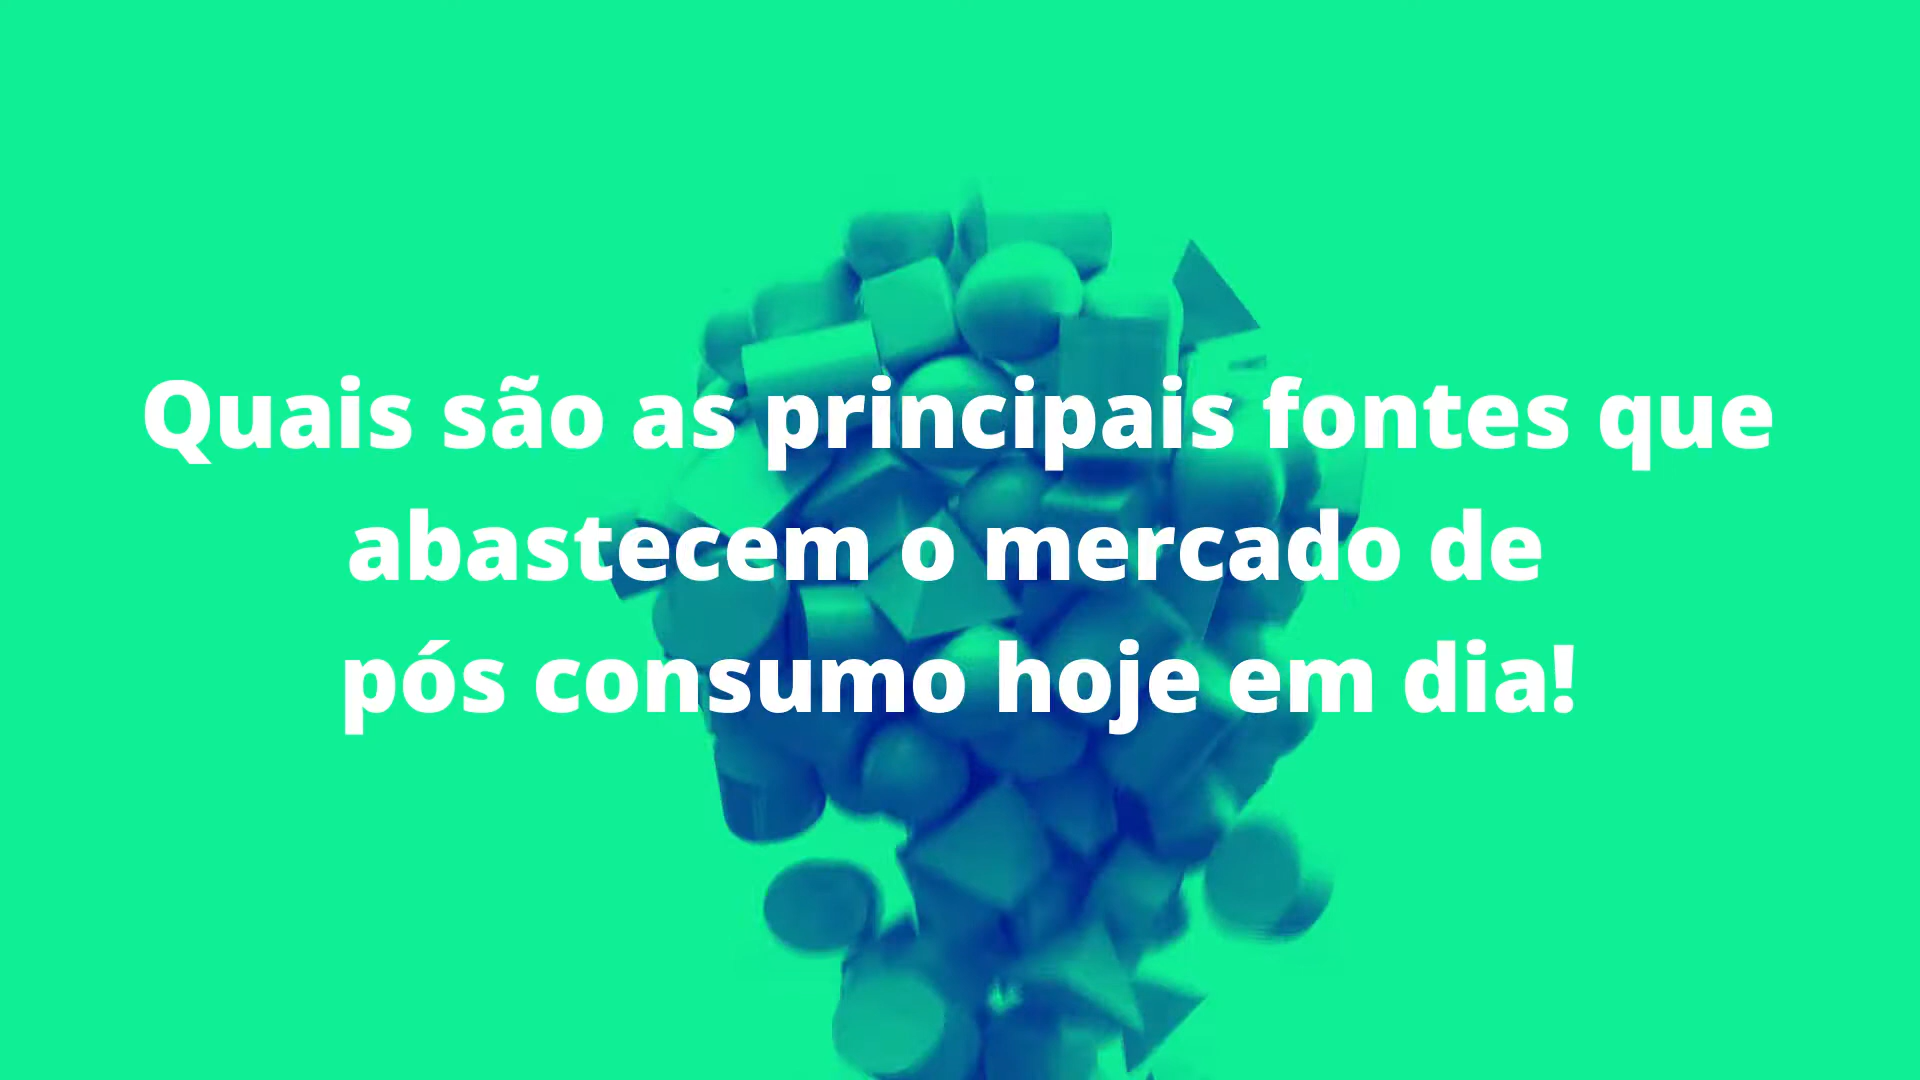 Quais são as principais fontes que
abastecem o mercado de
pós consumo hoje em dia!